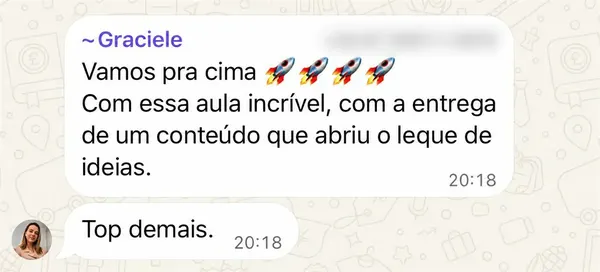 ~Graciele
Vamos pra cima 🚀🚀🚀🚀
Com essa aula incrível, com a entrega
de um conteúdo que abriu o leque de
ideias.
20:18
Top demais.
20:18